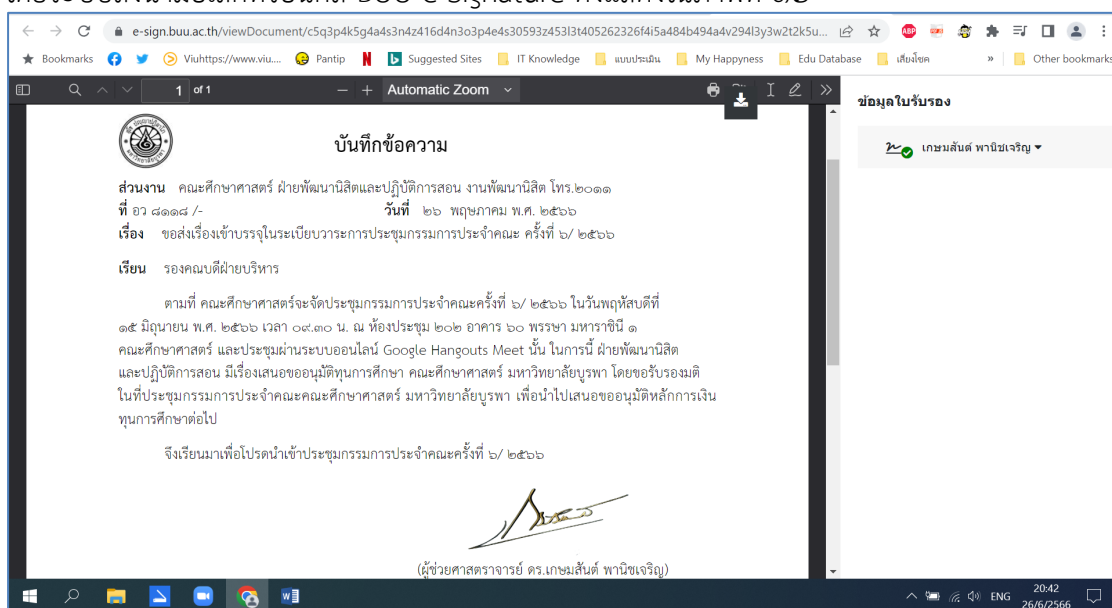 e-sign.buu.ac.th/viewDocument/c5q3p4k5g4a4s3n4z416d4n3o3p4e4s30593z453l3t405262326f4i5a484b494a4v294l3y3w2t2k5u...
Bookmarks Viuhttps://www.viu.... Pantip Suggested Sites IT Knowledge แบบประเมิน My Happyness Edu Database เสียงโขค » Other bookmarks
1 of 1 Automatic Zoom
ข้อมูลใบรับรอง
เกษมสันต์ พานิชเจริญ
บันทึกข้อความ
ส่วนงาน คณะศึกษาศาสตร์ ฝ่ายพัฒนานิสิตและปฏิบัติการสอน งานพัฒนานิสิต โทร.๒๐๑๑
ที่ อว ๘๑๑๘ /- วันที่ ๒๖ พฤษภาคม พ.ศ. ๒๕๖๖
เรื่อง ขอส่งเรื่องเข้าบรรจุในระเบียบวาระการประชุมกรรมการประจำคณะ ครั้งที่ ๖/ ๒๕๖๖
เรียน รองคณบดีฝ่ายบริหาร
ตามที่ คณะศึกษาศาสตร์จะจัดประชุมกรรมการประจำคณะครั้งที่ ๖/ ๒๕๖๖ ในวันพฤหัสบดีที่
๑๕ มิถุนายน พ.ศ. ๒๕๖๖ เวลา ๐๙.๓๐ น. ณ ห้องประชุม ๒๐๒ อาคาร ๖๐ พรรษา มหาราชินี ๑
คณะศึกษาศาสตร์ และประชุมผ่านระบบออนไลน์ Google Hangouts Meet นั้น ในการนี้ ฝ่ายพัฒนานิสิต
และปฏิบัติการสอน มีเรื่องเสนอขออนุมัติทุนการศึกษา คณะศึกษาศาสตร์ มหาวิทยาลัยบูรพา โดยขอรับรองมติ
ในที่ประชุมกรรมการประจำคณะคณะศึกษาศาสตร์ มหาวิทยาลัยบูรพา เพื่อนำไปเสนอขออนุมัติหลักการเงิน
ทุนการศึกษาต่อไป
จึงเรียนมาเพื่อโปรดนำเข้าประชุมกรรมการประจำคณะครั้งที่ ๖/ ๒๕๖๖
(ผู้ช่วยศาสตราจารย์ ดร.เกษมสันต์ พานิชเจริญ)
ENG 20:42
26/6/2566